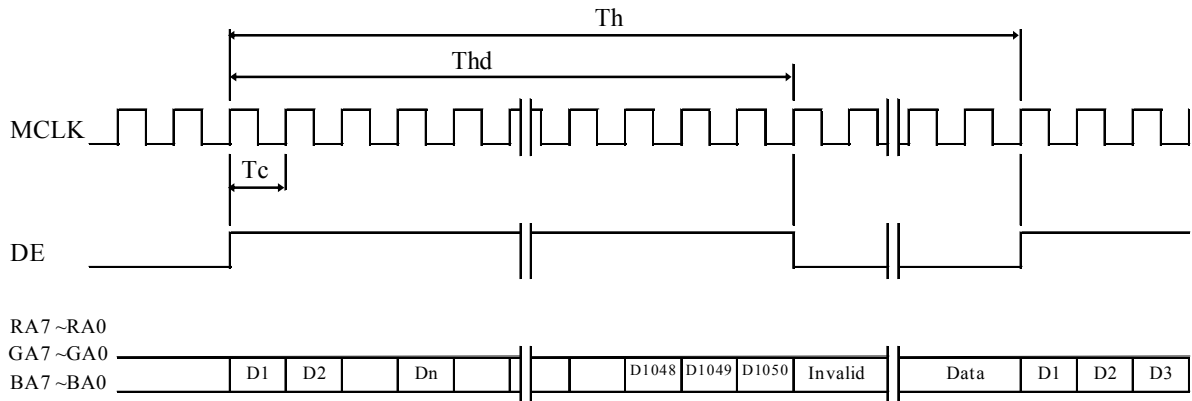 Th
Thd
MCLK
Tc
DE
RA7 ~RA0
GA7 ~GA0
BA7 ~BA0
D1 D2 Dn D1048 D1049 D1050 Invalid Data D1 D2 D3